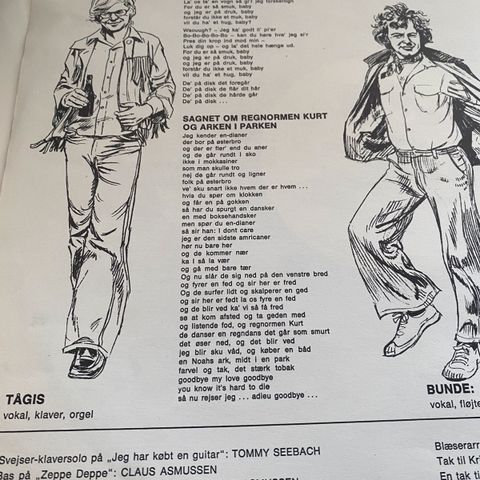 La' os ta' en vogn så gi'r jeg forskellign
For du er så smuk, baby
og jeg er på druk, baby
forstår du ikke et muk, baby
vil du ha' et hug, baby?
Waouugh? – Jeg ka' godt li' pi'er
Bo-Bo-Bo-Bo-Bo – kan du høre hva' jeg si'r
Pres din krop ind mod min –
Luk dig op – og la' det hele hænge ud.
For du er så smuk, baby
og jeg er på druk, baby
forstår du ikke et muk, baby?
vil du ha' et hug, baby?
De' på disk det foregår
De' på disk de flår dit hår
De' på disk de hårde går
De' på disk ...
SAGNET OM REGNORMEN KURT
OG ARKEN I PARKEN
Jeg kender en-dianer
der bor på østerbro
og der er fler' end du aner
og de går rundt i sko
ikke i mokkasiner
som man skulle tro
nej de går rundt og ligner
folk på østerbro
ve' sku snart ikke hvem der er hvem ...
hvis du spør om klokken
og får en på gokken
så har du spurgt en dansker
en med boksehandsker
men spør du en-dianer
så sir han: I dont care
jeg er den sidste amricaner
hør nu bare her
og de kommer nær
ka I så la vær
og gå med bare tær
Og nu slår de sig ned på den venstre bred
og fyrer en fed og sir her er fred
Og de surfer lidt og skalperer en ged
og sir her er fedt la os fyre en fed
og de blir ved ka' vi så få fred
se at kom afsted og ta geden med
og listende fod, og regnormen Kurt
de danser en regndans det går som smurt
det øser ned, og det blir ved
jeg blir sku våd, og køber en båd
en Noahs ark, midt i en park
farvel og tak, det stærk tobak
goodbye my love goodbye
you know it's hard to die
så nu rejser jeg ... adieu goodbye ...
TÅGIS
vokal, klaver, orgel
BUNDE:
vokal, fløjte
Svejser-klaversolo på „Jeg har købt en guitar": TOMMY SEEBACH
Bas på „Zeppe Deppe": CLAUS ASMUSSEN
Blæserarr
Tak til Kri
En tak ti